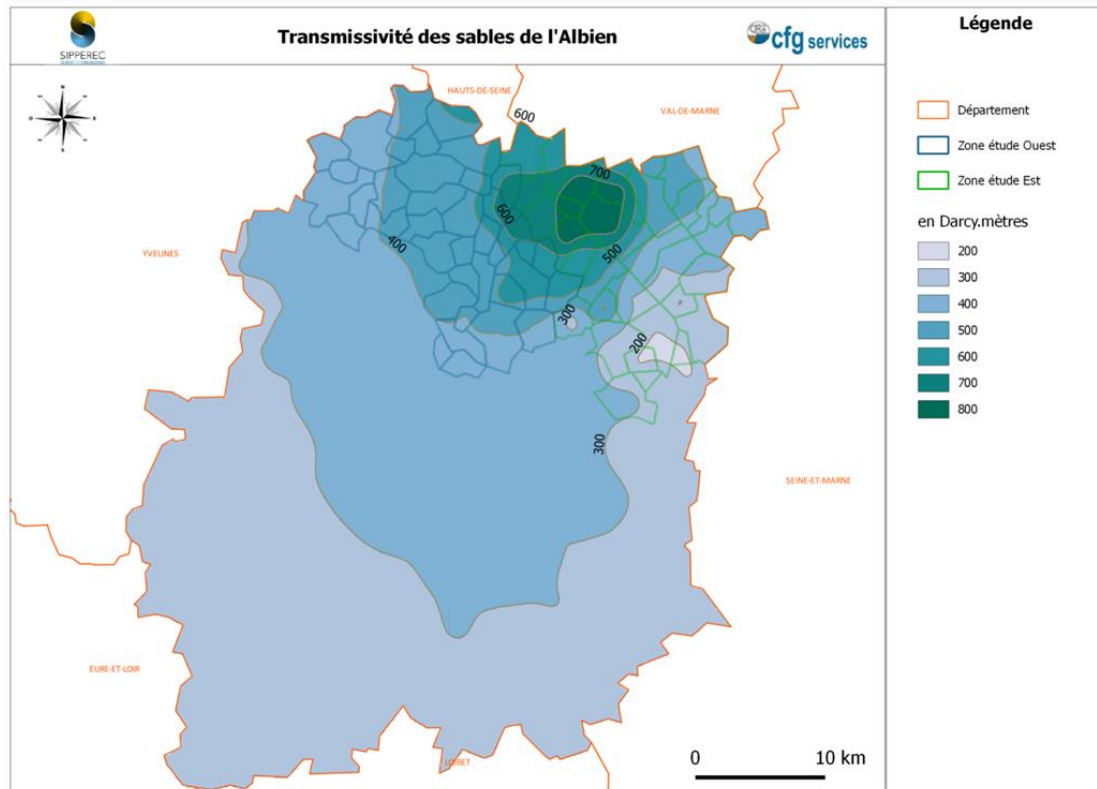 SIPPEREC
Transmissivité des sables de l'Albien
cfg services
Légende
N
O
E
S
HAUTS-DE-SEINE
VAL-DE-MARNE
YVELINES
SEINE-ET-MARNE
EURE-ET-LOIR
LOIRET
600
700
600
500
400
300
200
300
0 10 km
Département
Zone étude Ouest
Zone étude Est
en Darcy.mètres
200
300
400
500
600
700
800